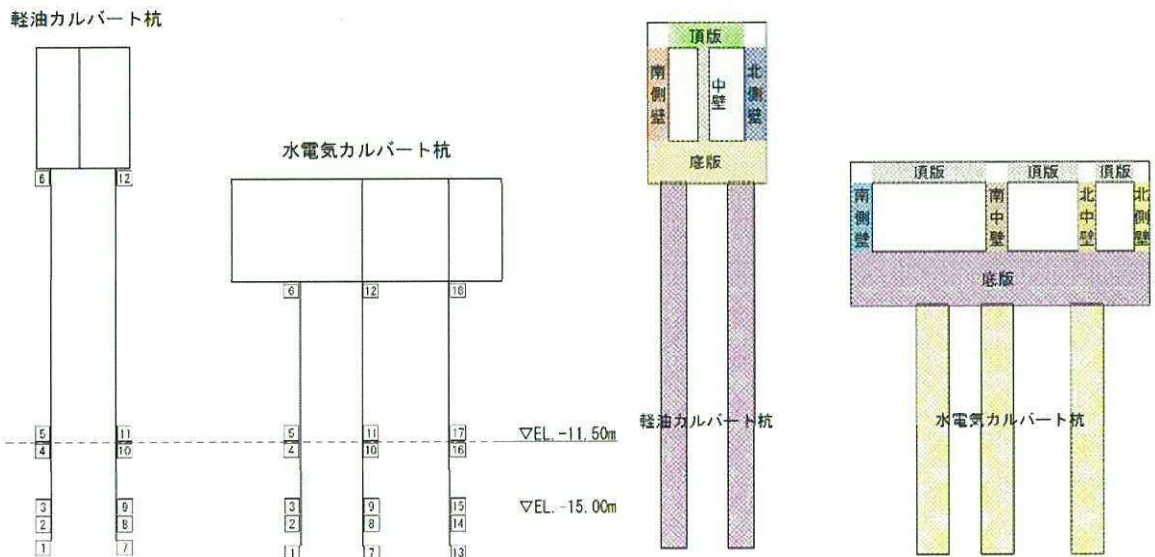 軽油カルバート杭
6
12
5
11
4
10
3
9
2
8
1
7
水電気カルバート杭
6
12
18
5
11
17
4
10
16
3
9
15
2
8
14
1
7
13
▽EL.-11.50m
▽EL.-15.00m
頂版
南側壁
中壁
北側壁
底版
軽油カルバート杭
頂版
頂版
頂版
南側壁
南中壁
北中壁
北側壁
底版
水電気カルバート杭